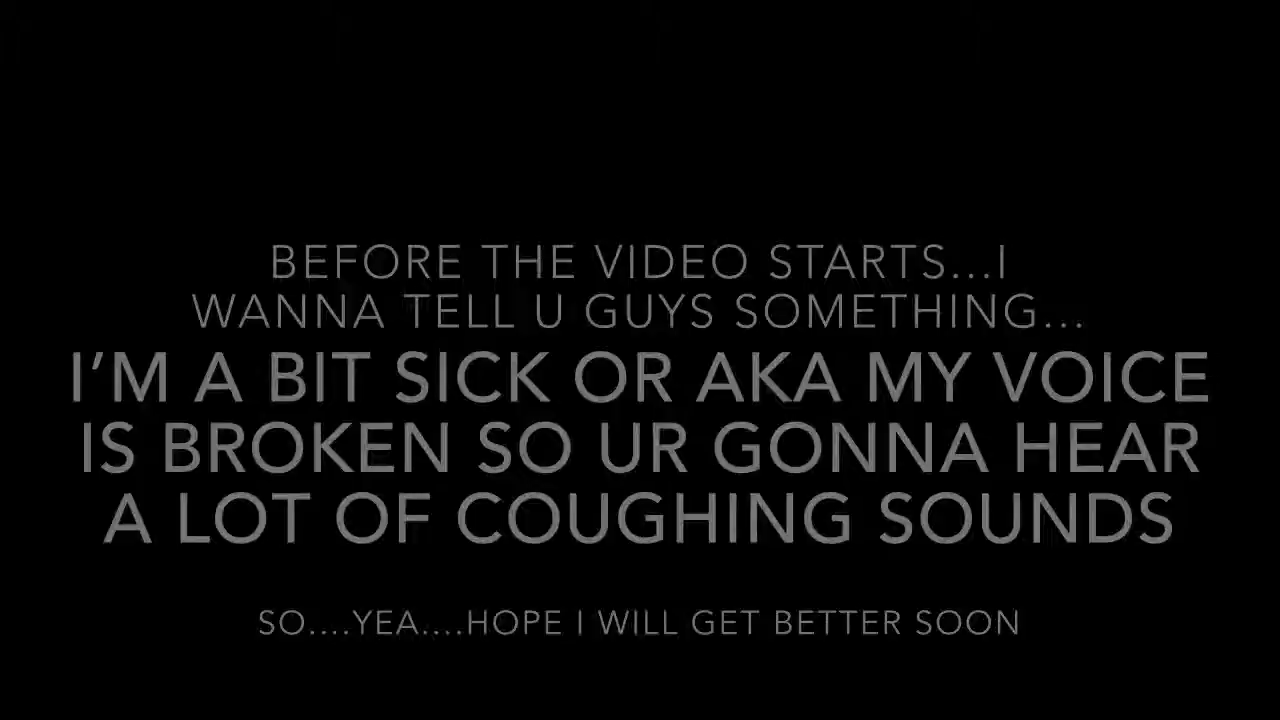 BEFORE THE VIDEO STARTS...I
WANNA TELL U GUYS SOMETHING...
I'M A BIT SICK OR AKA MY VOICE
IS BROKEN SO UR GONNA HEAR
A LOT OF COUGHING SOUNDS
SO....YEA....HOPE I WILL GET BETTER SOON